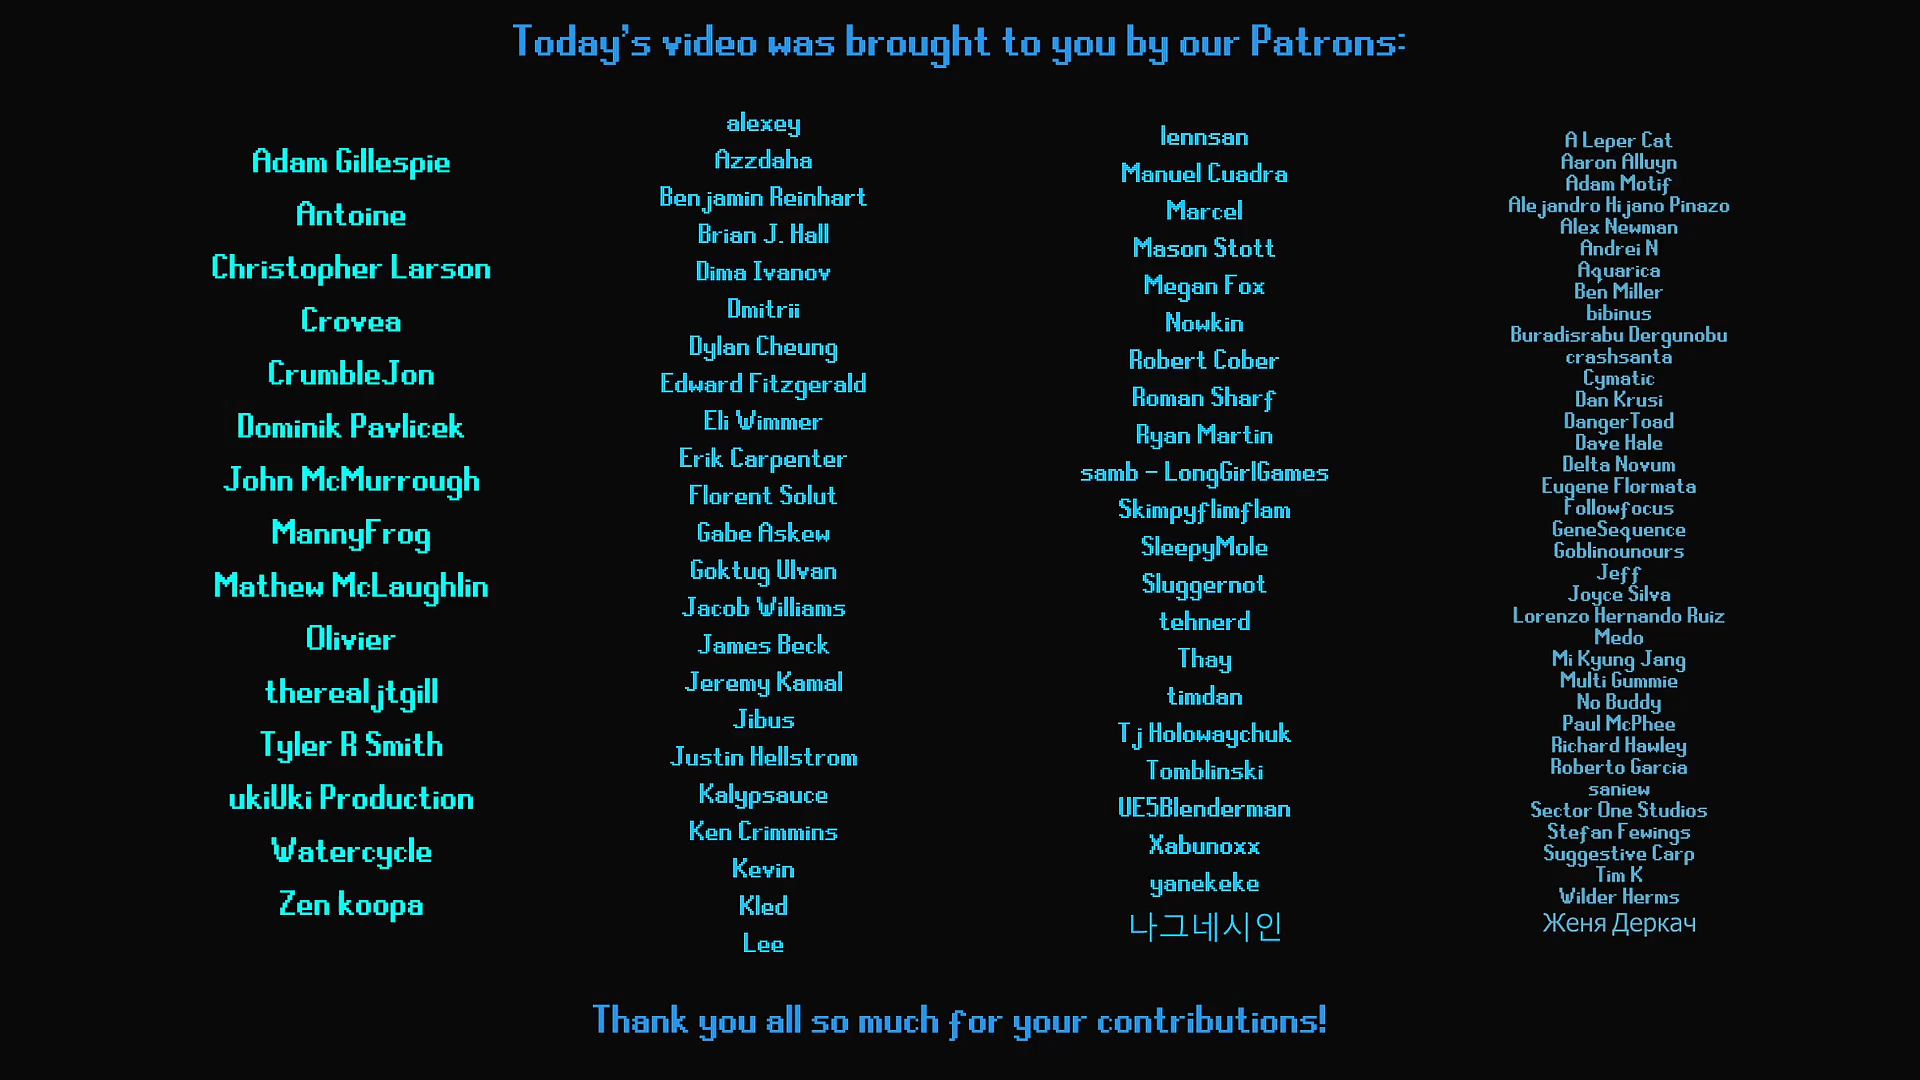 Today's video was brought to you by our Patrons:
Adam Gillespie
Antoine
Christopher Larson
Crovea
CrumbleJon
Dominik Pavlicek
John McMurrough
MannyFrog
Mathew McLaughlin
Olivier
therealjtgill
Tyler R Smith
ukiUki Production
Watercycle
Zen koopa
alexey
Azzdaha
Benjamin Reinhart
Brian J. Hall
Dima Ivanov
Dmitrii
Dylan Cheung
Edward Fitzgerald
Eli Wimmer
Erik Carpenter
Florent Solut
Gabe Askew
Goktug Ulvan
Jacob Williams
James Beck
Jeremy Kamal
Jibus
Justin Hellstrom
Kalypsauce
Ken Crimmins
Kevin
Kled
Lee
lennsan
Manuel Cuadra
Marcel
Mason Stott
Megan Fox
Nowkin
Robert Cober
Roman Sharf
Ryan Martin
samb - LongGirlGames
Skimpyflimflam
SleepyMole
Sluggernot
tehnerd
Thay
timdan
Tj Holowaychuk
Tomblinski
UE5Blenderman
Xabunoxx
yanekeke
나그네시인
A Leper Cat
Aaron Alluyn
Adam Motif
Alejandro Hijano Pinazo
Alex Newman
Andrei N
Aquarica
Ben Miller
bibinus
Buradisrabu Dergunobu
crashsanta
Cymatic
Dan Krusi
DangerToad
Dave Hale
Delta Novum
Eugene Flormata
Followfocus
GeneSequence
Goblinounours
Jeff
Joyce Silva
Lorenzo Hernando Ruiz
Medo
Mi Kyung Jang
Multi Gummie
No Buddy
Paul McPhee
Richard Hawley
Roberto Garcia
saniew
Sector One Studios
Stefan Fewings
Suggestive Carp
Tim K
Wilder Herms
Женя Деркач
Thank you all so much for your contributions!